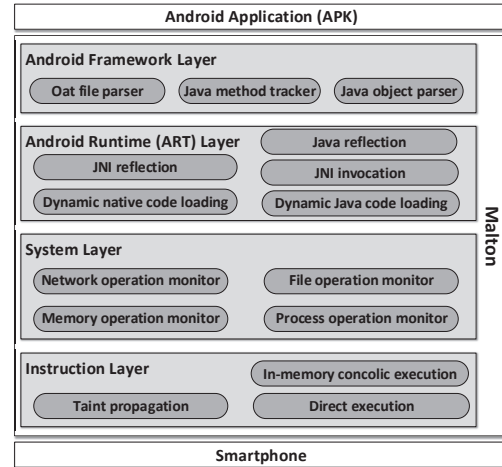 Android Application (APK)
Android Framework Layer
Oat file parser
Java method tracker
Java object parser
Android Runtime (ART) Layer
Java reflection
JNI reflection
JNI invocation
Dynamic native code loading
Dynamic Java code loading
System Layer
Network operation monitor
File operation monitor
Memory operation monitor
Process operation monitor
Instruction Layer
In-memory concolic execution
Taint propagation
Direct execution
Malton
Smartphone